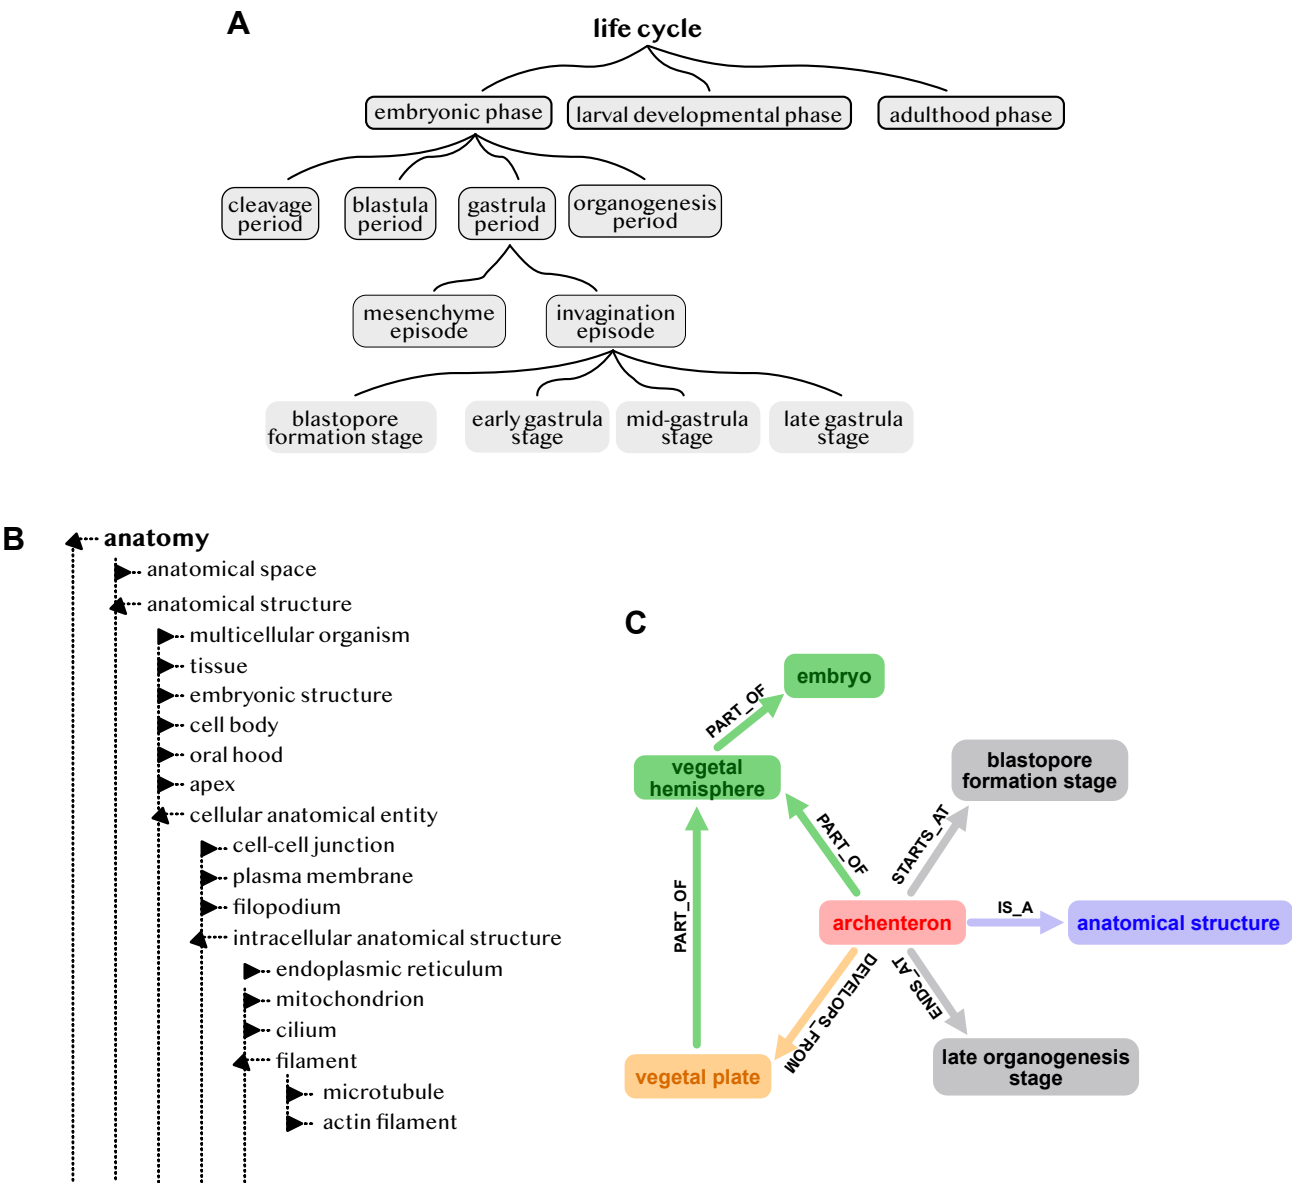 A
life cycle
embryonic phase
larval developmental phase
adulthood phase
cleavage
period
blastula
period
gastrula
period
organogenesis
period
mesenchyme
episode
invagination
episode
blastopore
formation stage
early gastrula
stage
mid-gastrula
stage
late gastrula
stage
B
anatomy
anatomical space
anatomical structure
multicellular organism
tissue
embryonic structure
cell body
oral hood
apex
cellular anatomical entity
cell-cell junction
plasma membrane
filopodium
intracellular anatomical structure
endoplasmic reticulum
mitochondrion
cilium
filament
microtubule
actin filament
C
embryo
PART_OF
vegetal
hemisphere
blastopore
formation stage
PART_OF
STARTS_AT
PART_OF
archenteron
IS_A
anatomical structure
DEVELOPS_FROM
ENDS_AT
vegetal plate
late organogenesis
stage